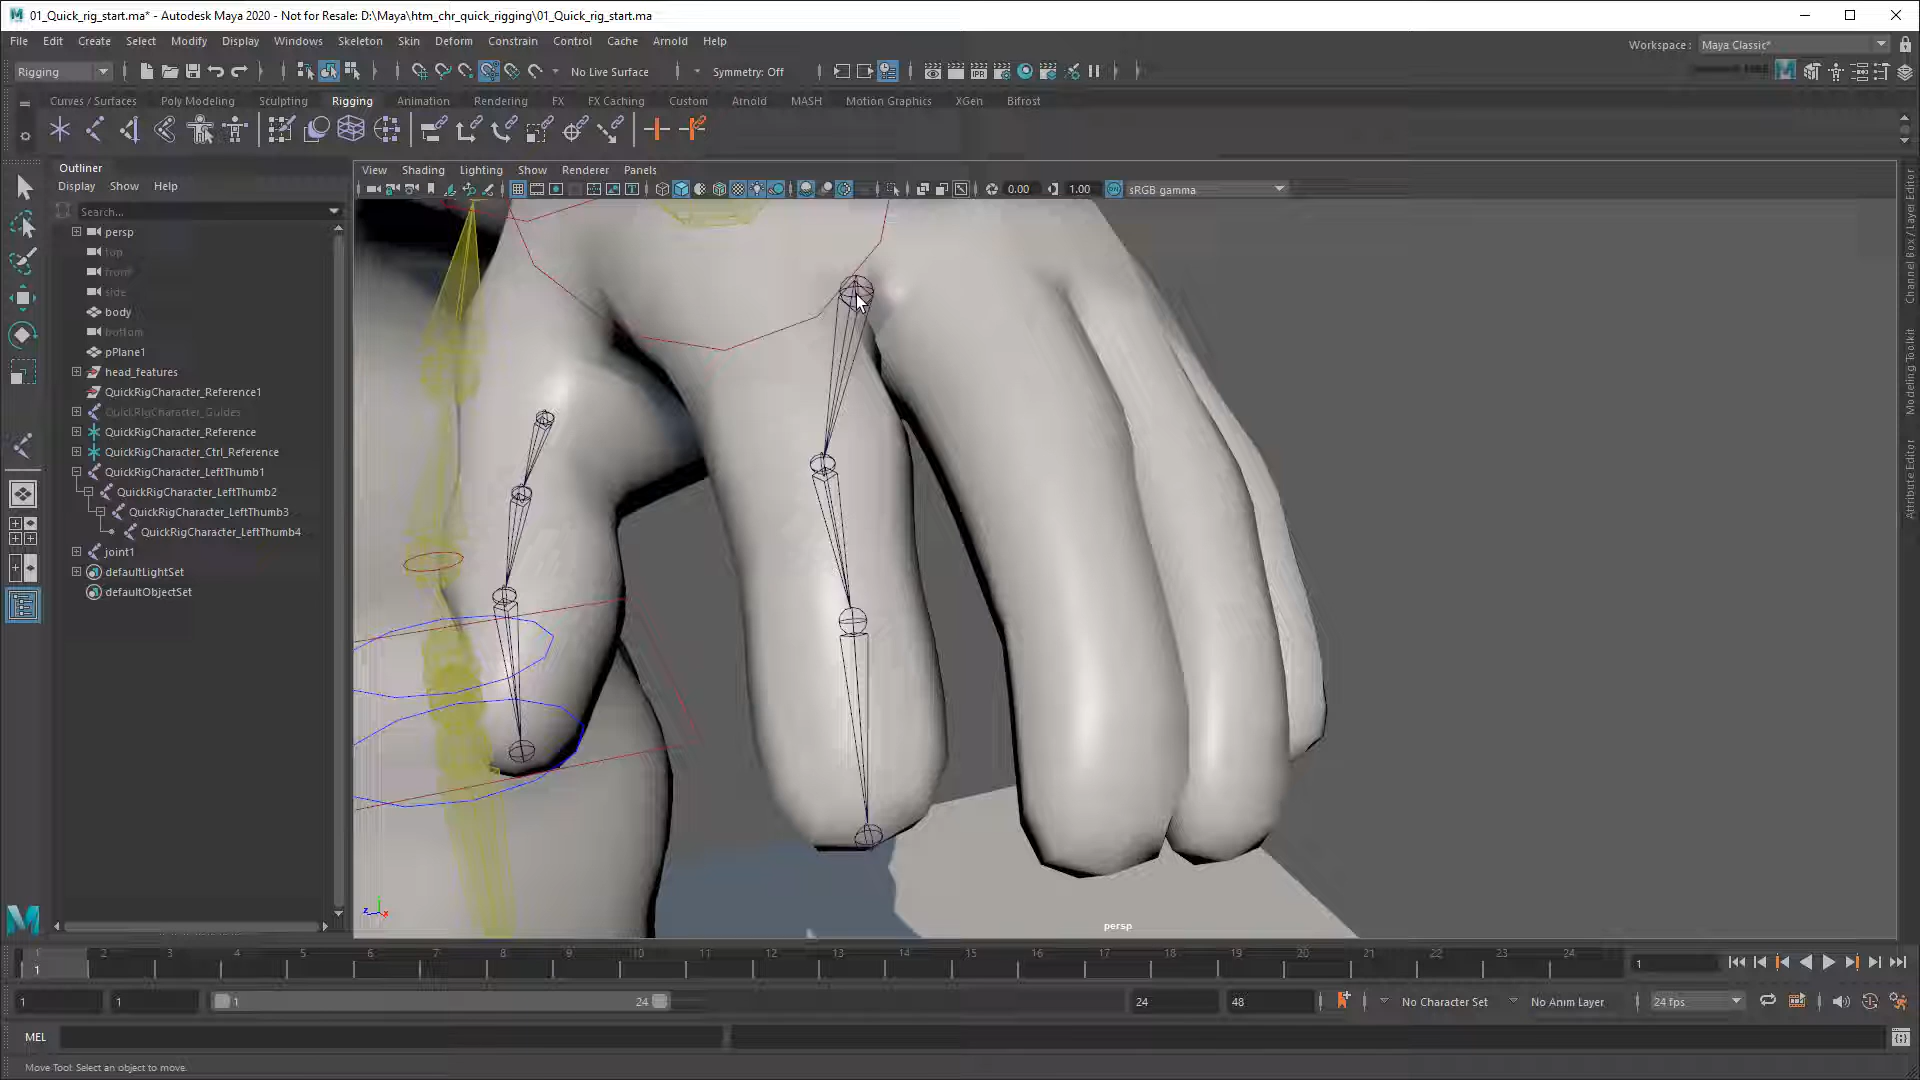 01_Quick_rig_start.ma* - Autodesk Maya 2020 - Not for Resale: D:\Maya\htm_chr_quick_rigging\01_Quick_rig_start.ma
File Edit Create Select Modify Display Windows Skeleton Skin Deform Constrain Control Cache Arnold Help
Workspace : Maya Classic*
Rigging
No Live Surface
Symmetry: Off
IPR
Curves / Surfaces Poly Modeling Sculpting Rigging Animation Rendering FX FX Caching Custom Arnold MASH Motion Graphics XGen Bifrost
Outliner
Display Show Help
Search...
persp
top
front
side
body
bottom
pPlane1
head_features
QuickRigCharacter_Reference1
QuickRigCharacter_Guides
QuickRigCharacter_Reference
QuickRigCharacter_Ctrl_Reference
QuickRigCharacter_LeftThumb1
QuickRigCharacter_LeftThumb2
QuickRigCharacter_LeftThumb3
QuickRigCharacter_LeftThumb4
joint1
defaultLightSet
defaultObjectSet
View Shading Lighting Show Renderer Panels
0.00 1.00 sRGB gamma
z x
persp
Channel Box / Layer Editor
Modeling Toolkit
Attribute Editor
1 2 3 4 5 6 7 8 9 10 11 12 13 14 15 16 17 18 19 20 21 22 23 24
1
1
1 1 1 24 24 48 No Character Set No Anim Layer 24 fps
MEL
Move Tool: Select an object to move.